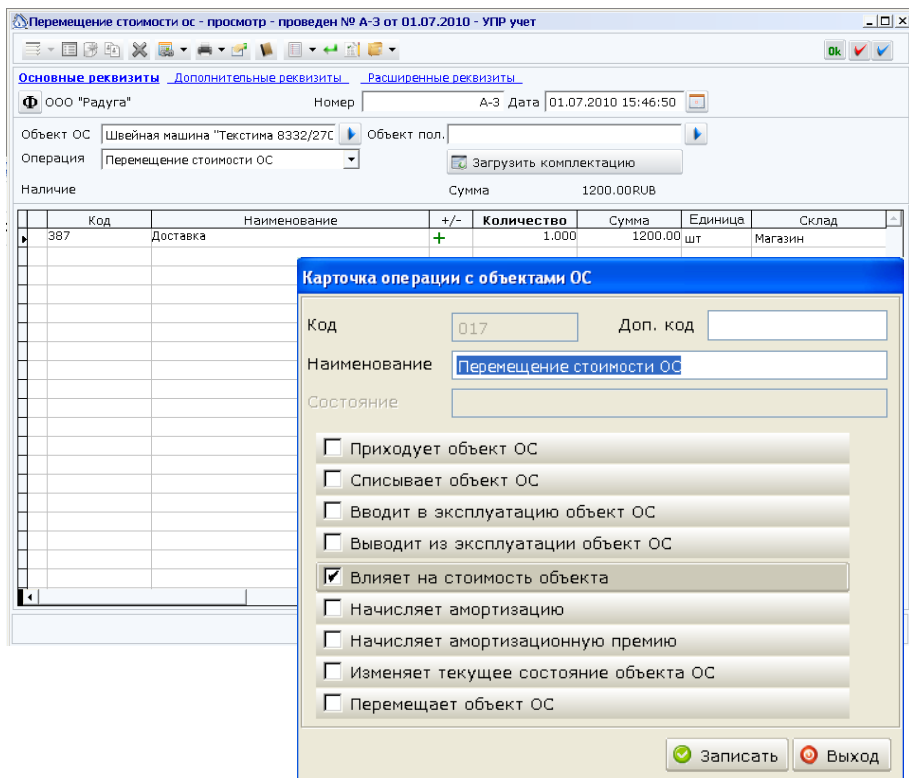 Перемещение стоимости ос - просмотр - проведен № А-3 от 01.07.2010 - УПР учет
Ok
Основные реквизиты Дополнительные реквизиты Расширенные реквизиты
Ф ООО "Радуга" Номер А-3 Дата 01.07.2010 15:46:50
Объект ОС Швейная машина "Текстима 8332/270 Объект пол.
Операция Перемещение стоимости ОС Загрузить комплектацию
Наличие Сумма 1200.00RUB
Код Наименование +/- Количество Сумма Единица Склад
387 Доставка + 1.000 1200.00 шт Магазин
Карточка операции с объектами ОС
Код 017 Доп. код
Наименование Перемещение стоимости ОС
Состояние
Приходует объект ОС
Списывает объект ОС
Вводит в эксплуатацию объект ОС
Выводит из эксплуатации объект ОС
Влияет на стоимость объекта
Начисляет амортизацию
Начисляет амортизационную премию
Изменяет текущее состояние объекта ОС
Перемещает объект ОС
Записать Выход